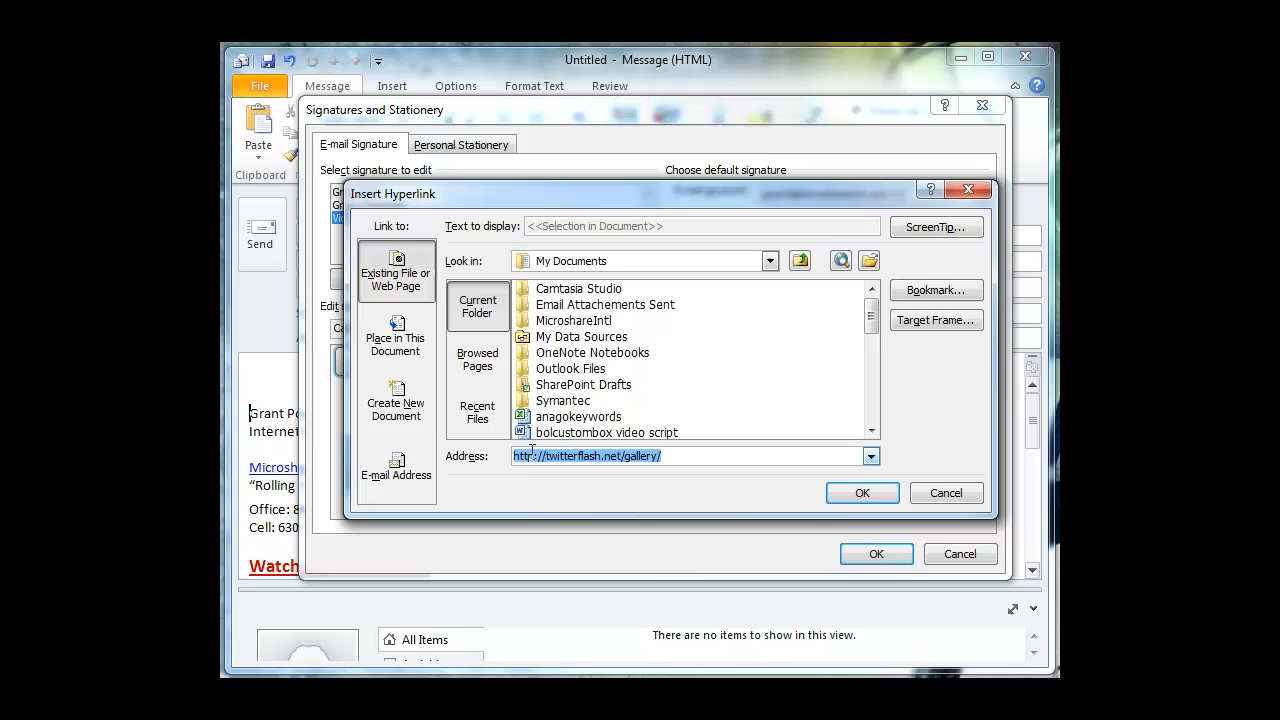 Untitled - Message (HTML)
File Message Insert Options Format Text Review
Paste
Clipboard
Send
Signatures and Stationery
E-mail Signature Personal Stationery
Select signature to edit Choose default signature
Insert Hyperlink
Link to: Text to display: <<Selection in Document>> ScreenTip...
Existing File or Web Page
Look in: My Documents
Current Folder
Camtasia Studio
Email Attachements Sent
MicroshareIntl
My Data Sources
OneNote Notebooks
Outlook Files
SharePoint Drafts
Symantec
anagokeywords
bolcustombox video script
Bookmark...
Target Frame...
Place in This Document
Browsed Pages
Create New Document
Recent Files
E-mail Address
Address: http://twitterflash.net/gallery/
OK Cancel
OK Cancel
Grant
Internet
Microsh
“Rolling
Office: 8
Cell: 630
Watch
All Items
There are no items to show in this view.